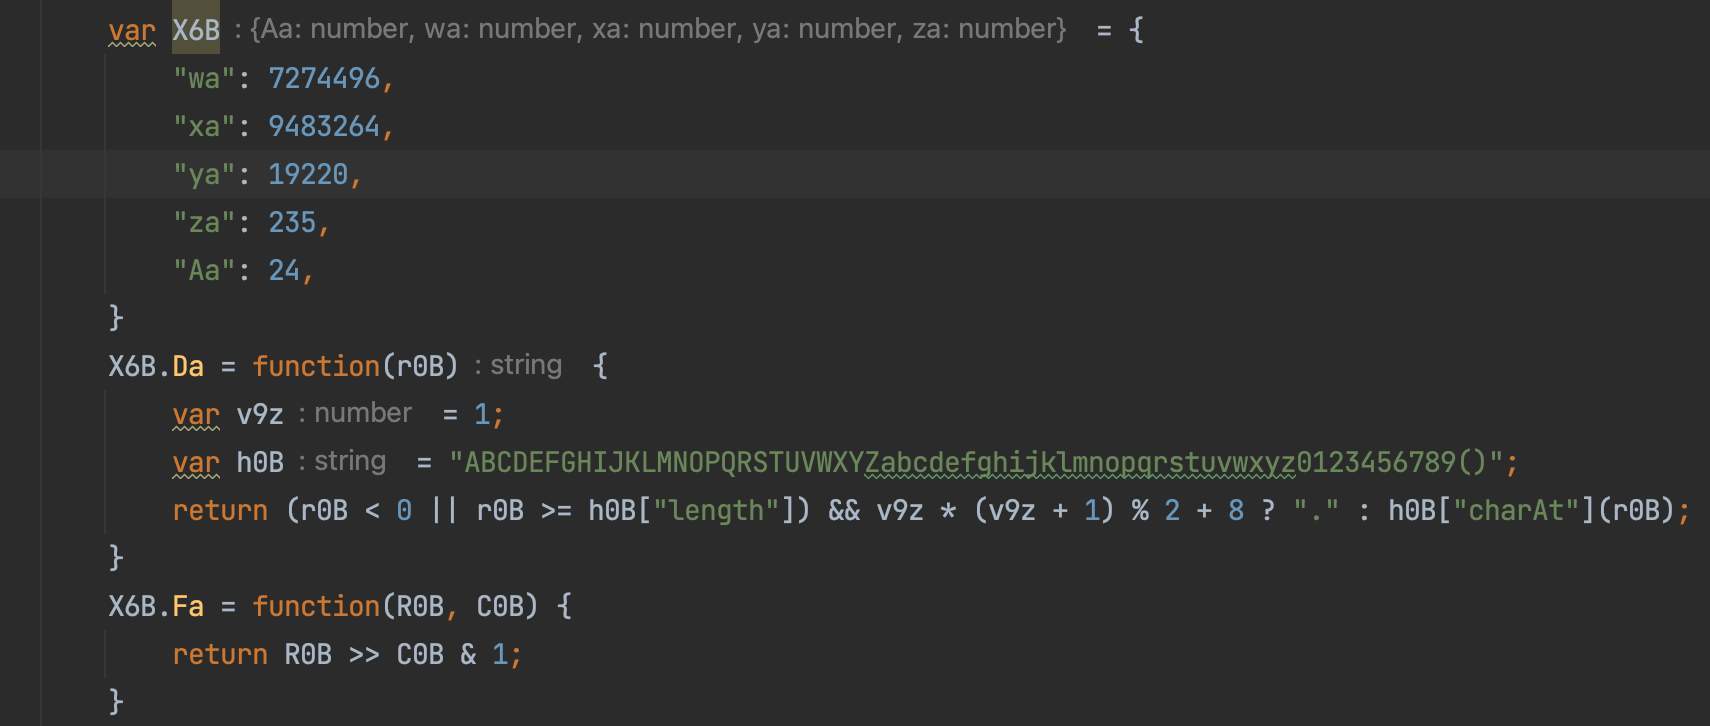 var X6B : {Aa: number, wa: number, xa: number, ya: number, za: number} = {
"wa": 7274496,
"xa": 9483264,
"ya": 19220,
"za": 235,
"Aa": 24,
}
X6B.Da = function(r0B) : string {
var v9z : number = 1;
var h0B : string = "ABCDEFGHIJKLMNOPQRSTUVWXYZabcdefghijklmnopqrstuvwxyz0123456789()";
return (r0B < 0 || r0B >= h0B["length"]) && v9z * (v9z + 1) % 2 + 8 ? "." : h0B["charAt"](r0B);
}
X6B.Fa = function(R0B, C0B) {
return R0B >> C0B & 1;
}